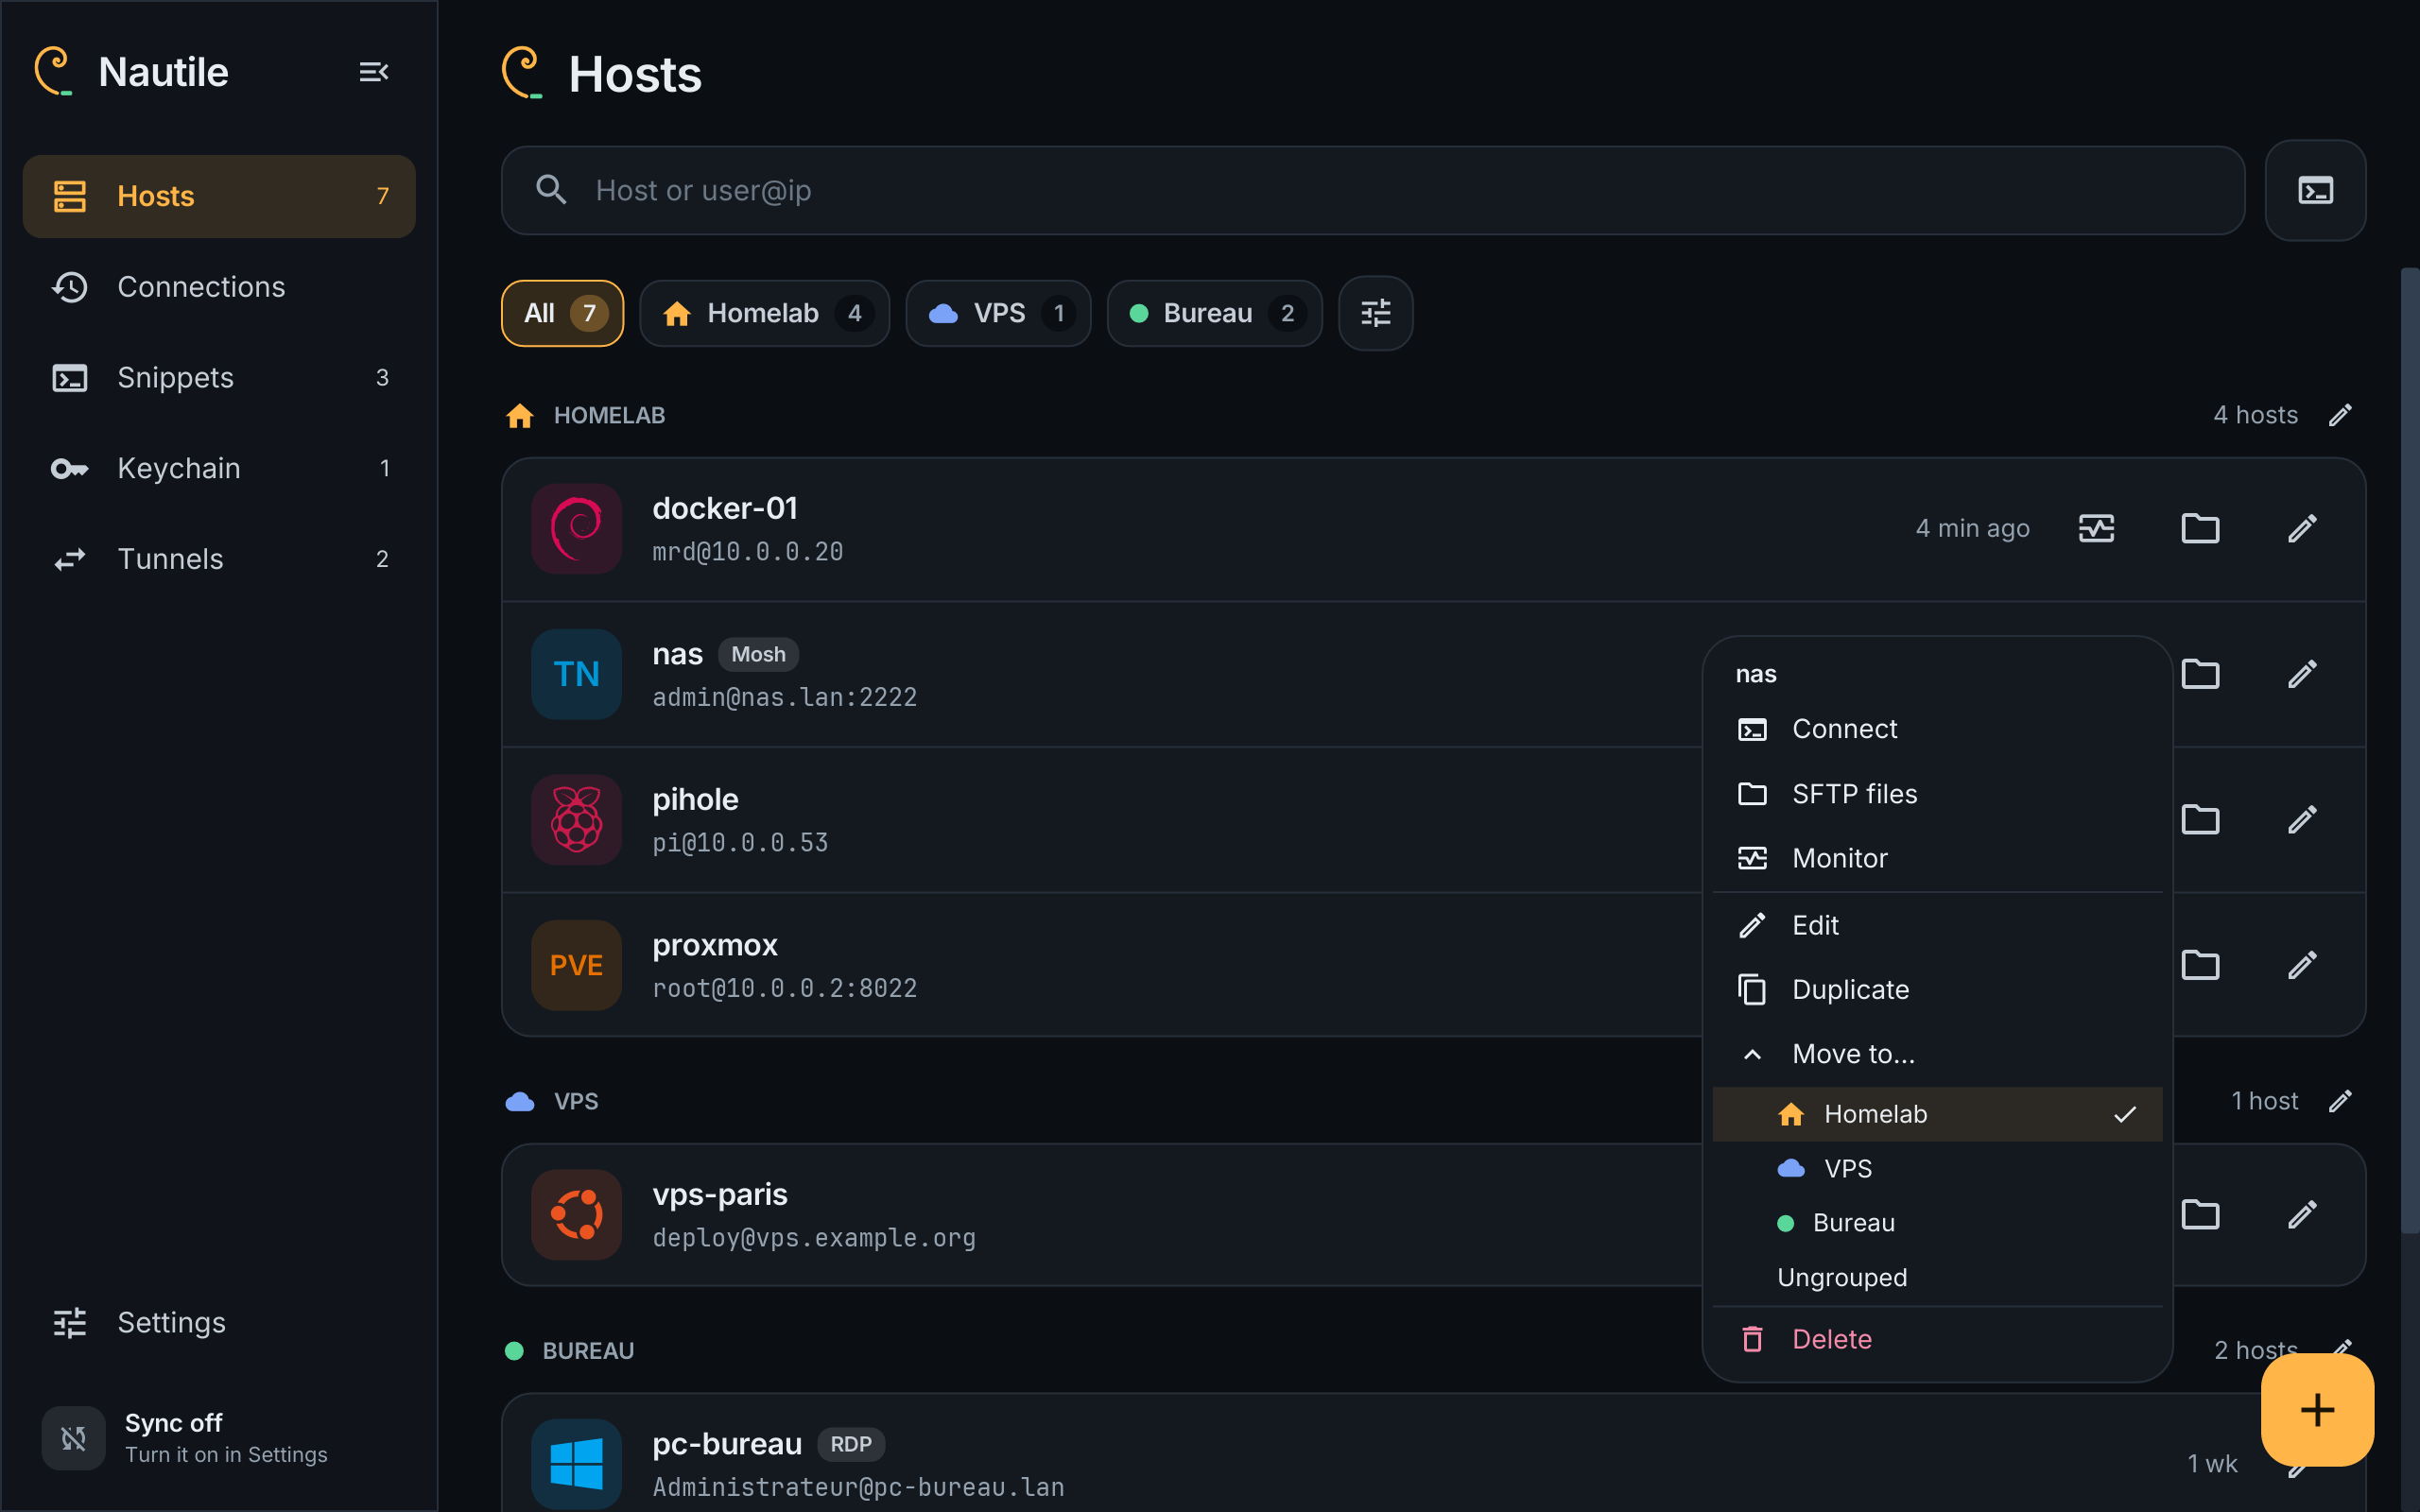 Nautile
Hosts 7
Connections
Snippets 3
Keychain 1
Tunnels 2
Settings
Sync off
Turn it on in Settings
Hosts
Host or user@ip
All 7 Homelab 4 VPS 1 Bureau 2
HOMELAB 4 hosts
docker-01
mrd@10.0.0.20
4 min ago
TN
nas Mosh
admin@nas.lan:2222
pihole
pi@10.0.0.53
PVE
proxmox
root@10.0.0.2:8022
VPS 1 host
vps-paris
deploy@vps.example.org
BUREAU 2 hosts
pc-bureau RDP
Administrateur@pc-bureau.lan
1 wk
nas
Connect
SFTP files
Monitor
Edit
Duplicate
Move to...
Homelab
VPS
Bureau
Ungrouped
Delete